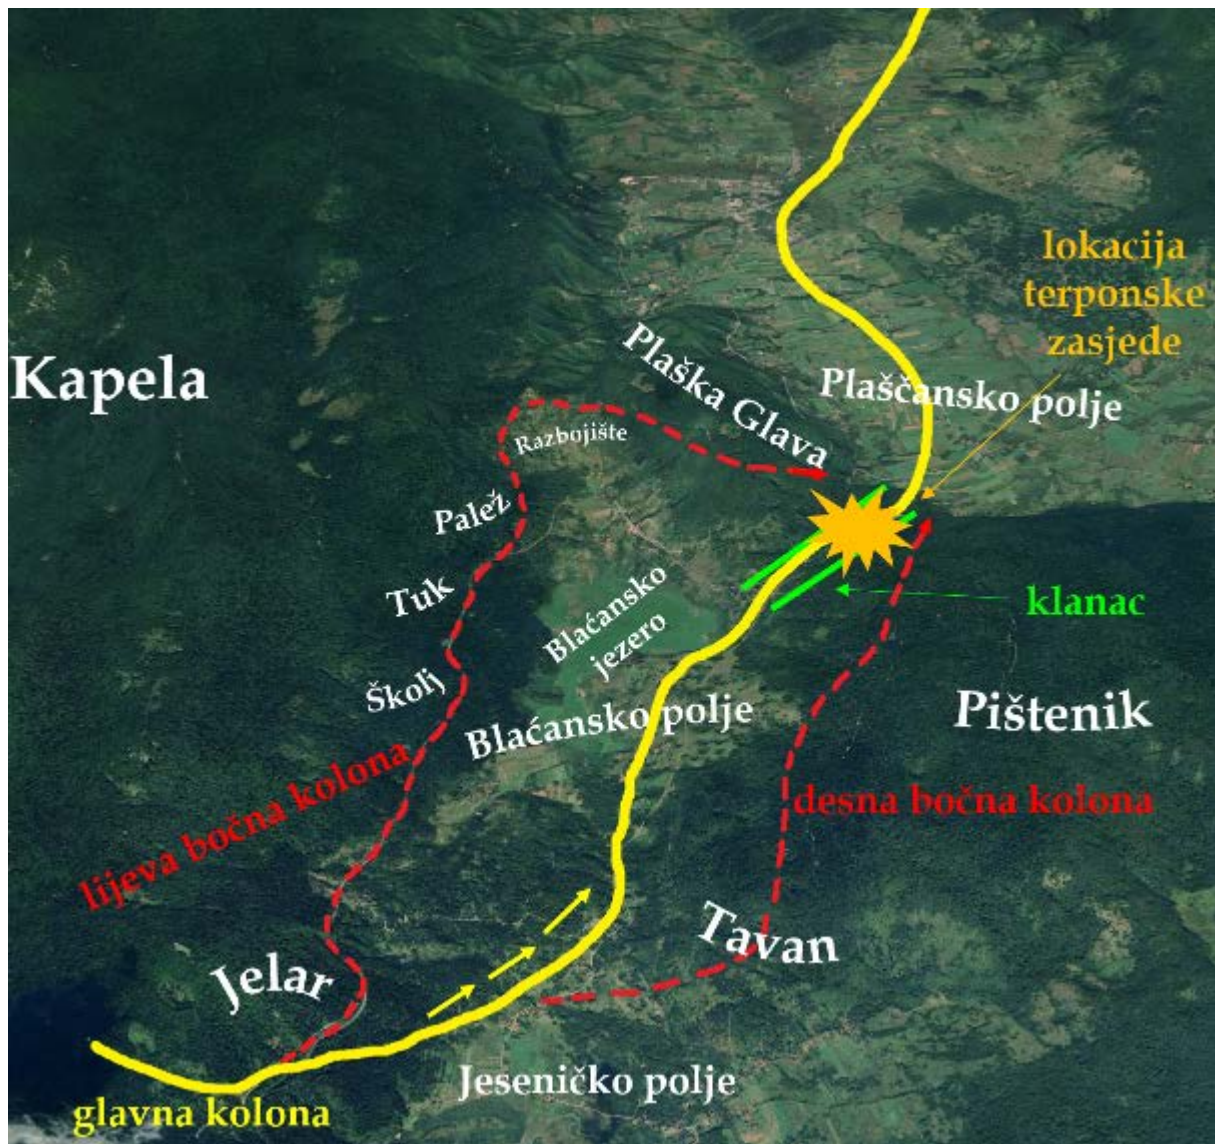 lokacija
terponske
zasjede
Kapela
Plaška Glava
Plaščansko polje
Razbojište
Palež
Tuk
Blaćansko
jezero
klanac
Školj
Blaćansko polje
Pištenik
lijeva bočna kolona
desna bočna kolona
Tavan
Jelar
Jeseničko polje
glavna kolona